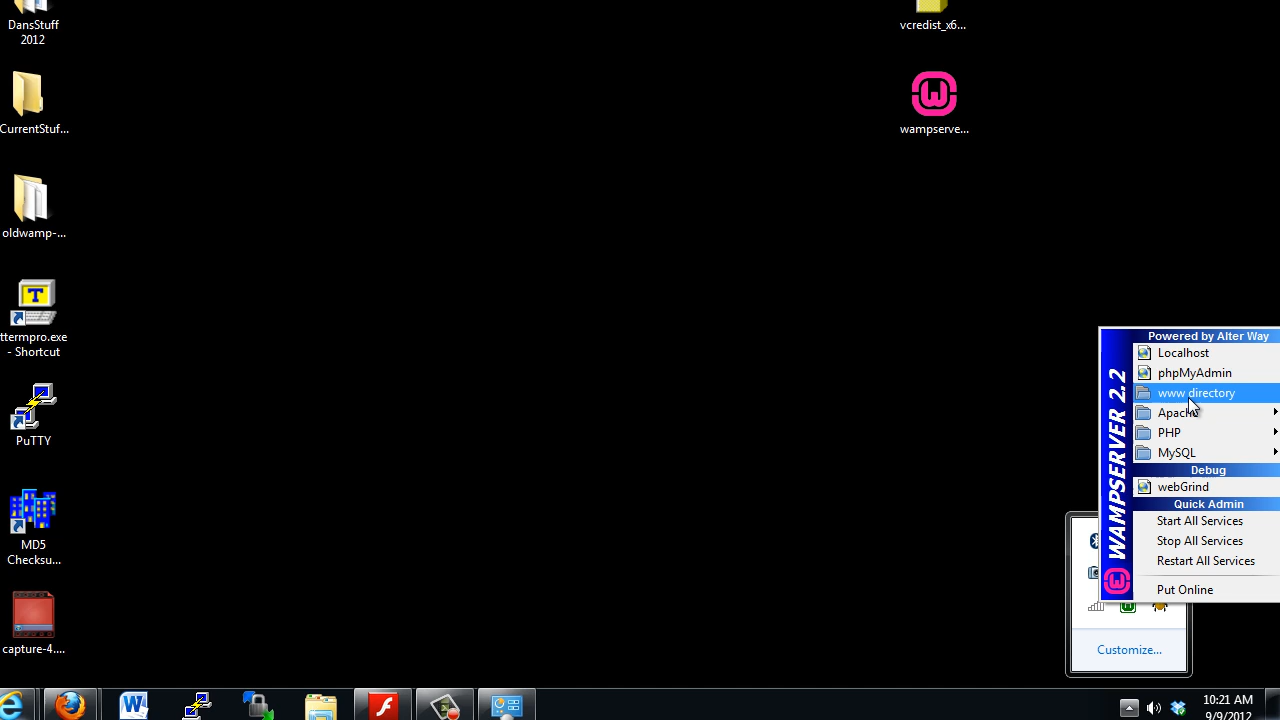 DansStuff
2012
CurrentStuf...
oldwamp-...
ttermpro.exe
- Shortcut
PuTTY
MD5
Checksu...
capture-4....
vcredist_x6...
wampserve...
WAMPSERVER 2.2
Powered by Alter Way
Localhost
phpMyAdmin
www directory
Apache
PHP
MySQL
Debug
webGrind
Quick Admin
Start All Services
Stop All Services
Restart All Services
Put Online
Customize...
10:21 AM
9/9/2012